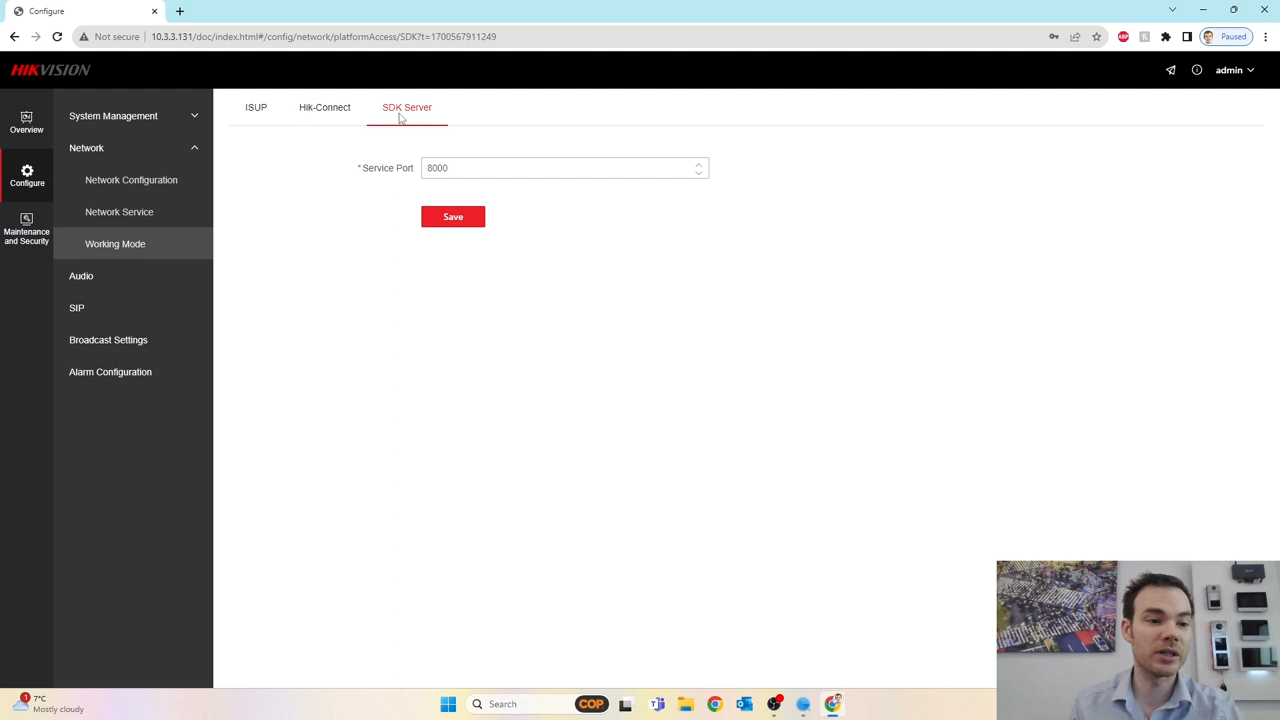 Configure
Not secure
10.3.3.131/doc/index.html#/config/network/platformAccess/SDK?t=1700567911249
ABP
Paused
HIKVISION
admin
Overview
Configure
Maintenance
and Security
System Management
Network
Network Configuration
Network Service
Working Mode
Audio
SIP
Broadcast Settings
Alarm Configuration
ISUP
Hik-Connect
SDK Server
*Service Port
8000
Save
1
7°C
Mostly cloudy
Search
COP